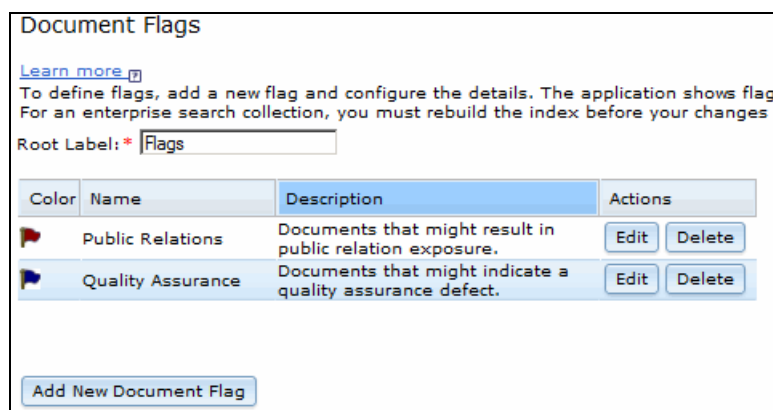 Document Flags
Learn more
To define flags, add a new flag and configure the details. The application shows flag
For an enterprise search collection, you must rebuild the index before your changes
Root Label:* Flags
Color Name Description Actions
Public Relations Documents that might result in public relation exposure. Edit Delete
Quality Assurance Documents that might indicate a quality assurance defect. Edit Delete
Add New Document Flag